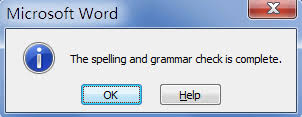 Microsoft Word
The spelling and grammar check is complete.
OK Help